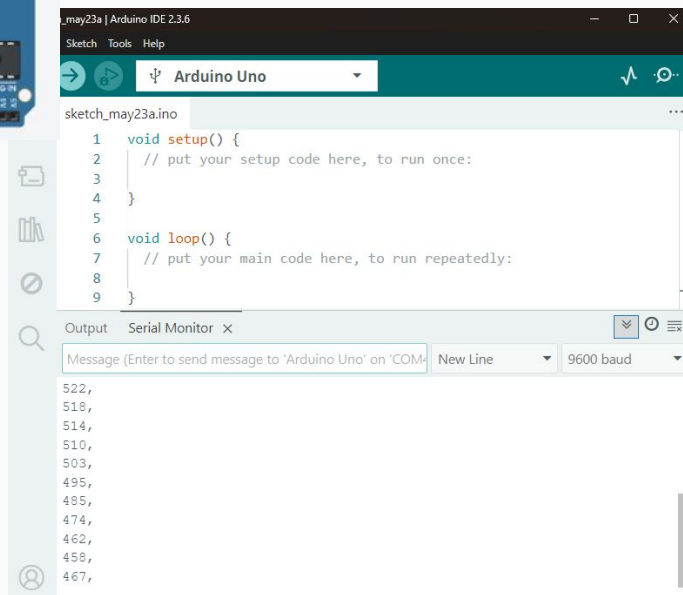 _may23a | Arduino IDE 2.3.6
Sketch Tools Help
Arduino Uno
sketch_may23a.ino
1 void setup() {
2 // put your setup code here, to run once:
3
4 }
5
6 void loop() {
7 // put your main code here, to run repeatedly:
8
9 }
Output Serial Monitor
Message (Enter to send message to 'Arduino Uno' on 'COM4 New Line 9600 baud
522,
518,
514,
510,
503,
495,
485,
474,
462,
458,
467,